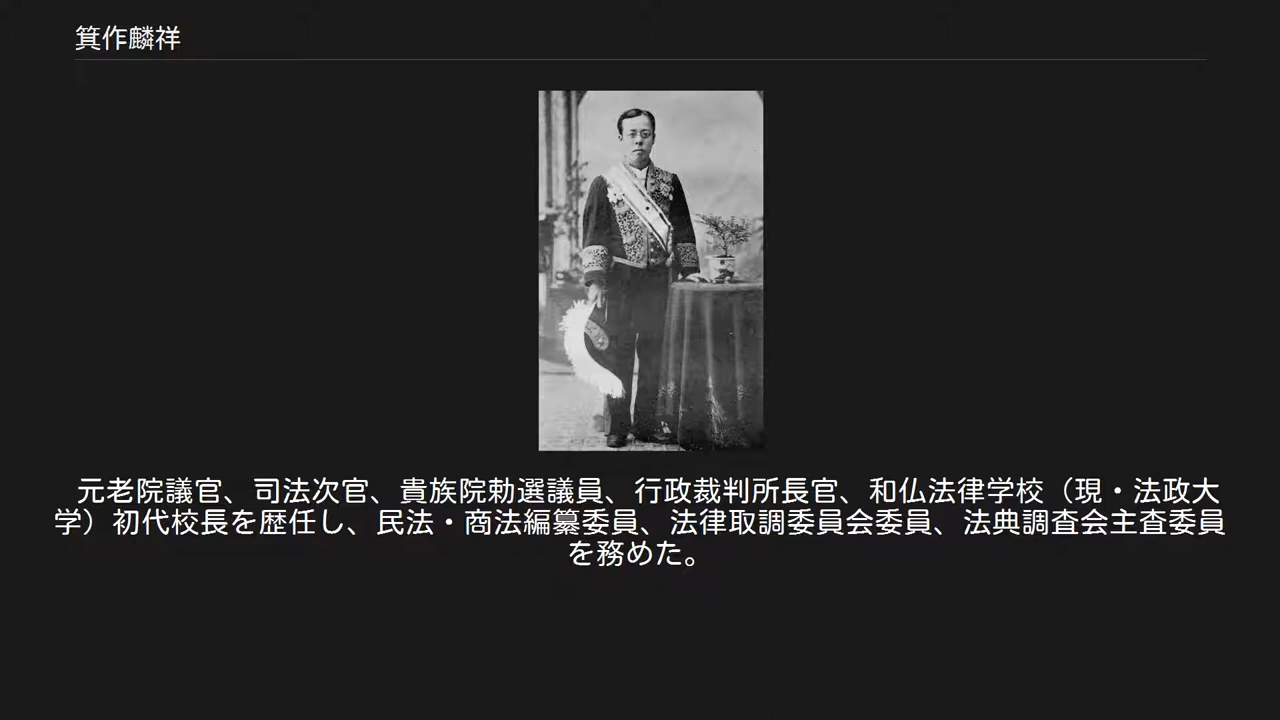 箕作麟祥
元老院議官、司法次官、貴族院勅選議員、行政裁判所長官、和仏法律学校（現・法政大
学）初代校長を歴任し、民法・商法編纂委員、法律取調委員会委員、法典調査会主査委員
を務めた。